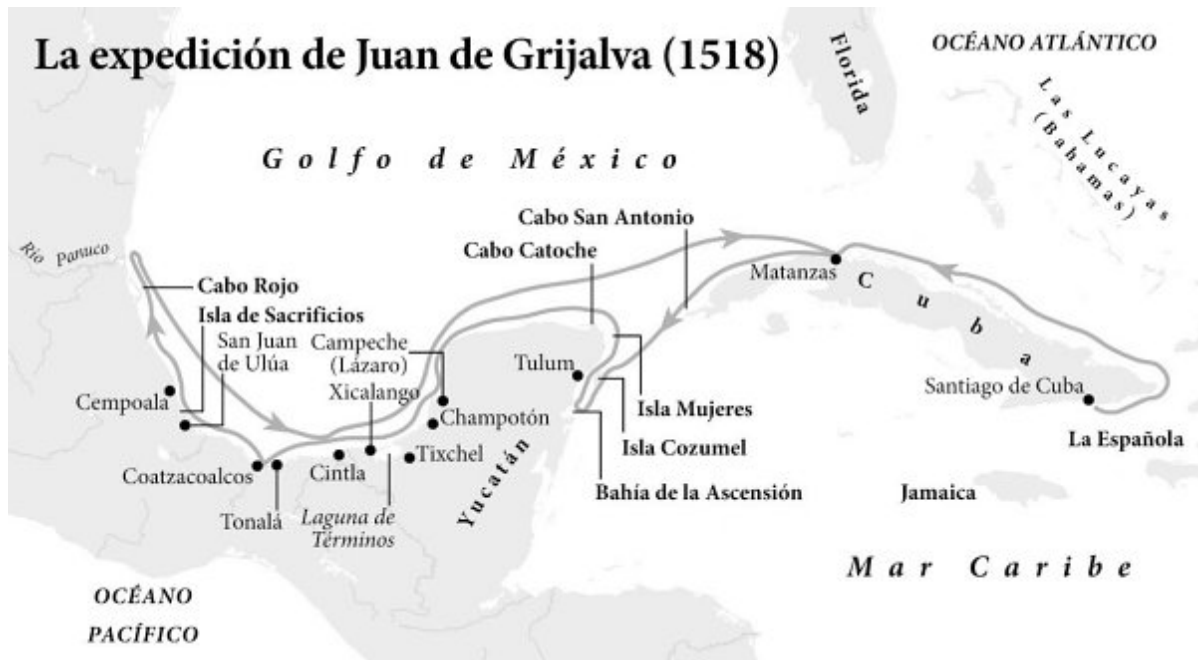 La expedición de Juan de Grijalva (1518)
Florida
OCÉANO ATLÁNTICO
Las Lucayas
(Bahamas)
Golfo de México
Cabo San Antonio
Cabo Catoche
Río Panuco
Matanzas
Cuba
Cabo Rojo
Isla de Sacrificios
San Juan
de Ulúa
Campeche
(Lázaro)
Xicalango
Tulum
Santiago de Cuba
Cempoala
Champotón
Isla Mujeres
La Española
Isla Cozumel
Tixchel
Coatzacoalcos
Cintla
Yucatán
Bahía de la Ascensión
Jamaica
Tonalá
Laguna de
Términos
Mar Caribe
OCÉANO
PACÍFICO